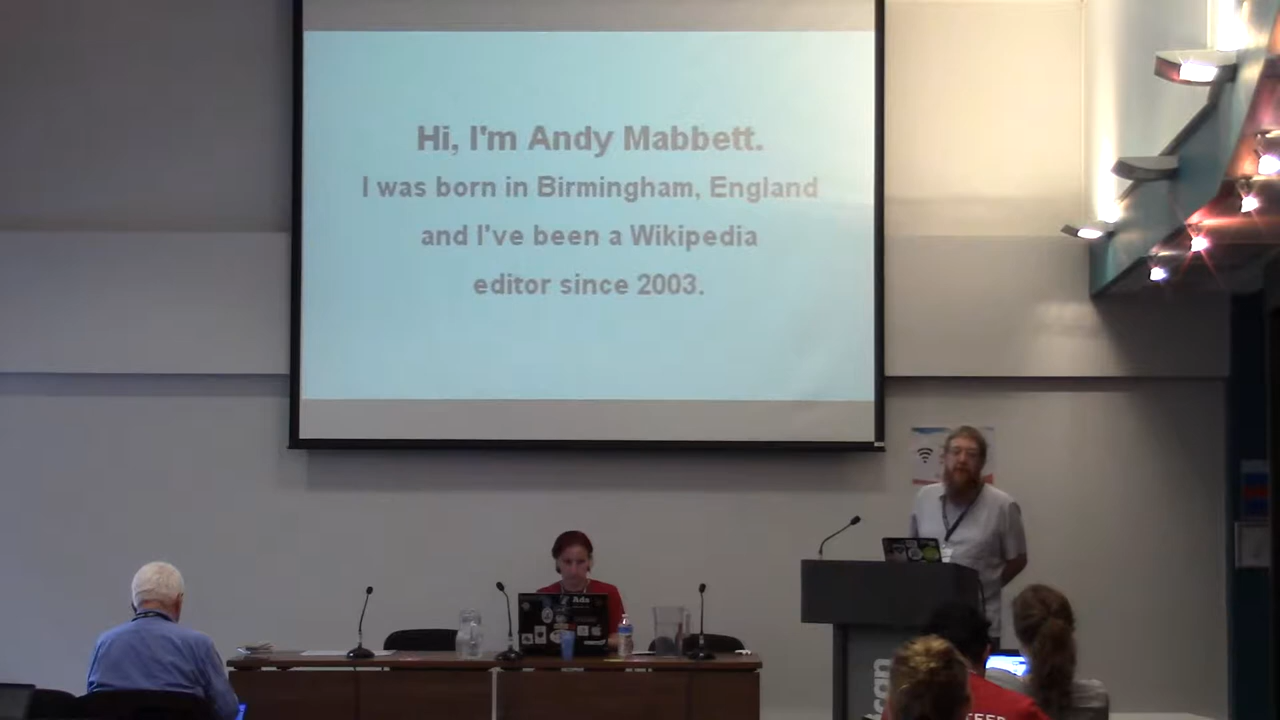 Hi, I'm Andy Mabbett.
I was born in Birmingham, England
and I've been a Wikipedia
editor since 2003.